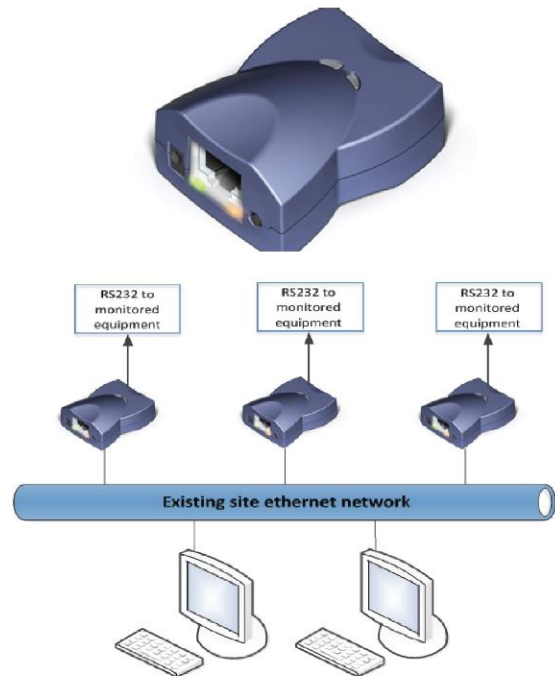 RS232 to
monitored
equipment
RS232 to
monitored
equipment
RS232 to
monitored
equipment
Existing site ethernet network